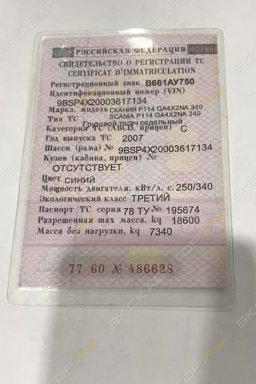 РОССИЙСКАЯ ФЕДЕРАЦИЯ
СВИДЕТЕЛЬСТВО О РЕГИСТРАЦИИ ТС
CERTIFICAT D'IMMATRICULATION
Регистрационный знак В661АУ750
Идентификационный номер (VIN)
9BSP4X20003617134
Марка, модель СКАНИЯ P114 GA4X2NA 340
SCANIA P114 GA4X2NA 340
Тип ТС Грузовой тягач седельный
Категория ТС (ABCD, прицеп) C
Год выпуска ТС 2007
Шасси (рама) № 9BSP4X20003617134
Кузов (кабина, прицеп) №
ОТСУТСТВУЕТ
Цвет СИНИЙ
Мощность двигателя, кВт/л. с. 250/340
Экологический класс ТРЕТИЙ
Паспорт ТС серия 78 ТУ № 195674
Разрешенная max масса, kg 18600
Масса без нагрузки, kg 7340
77 60 № 486628